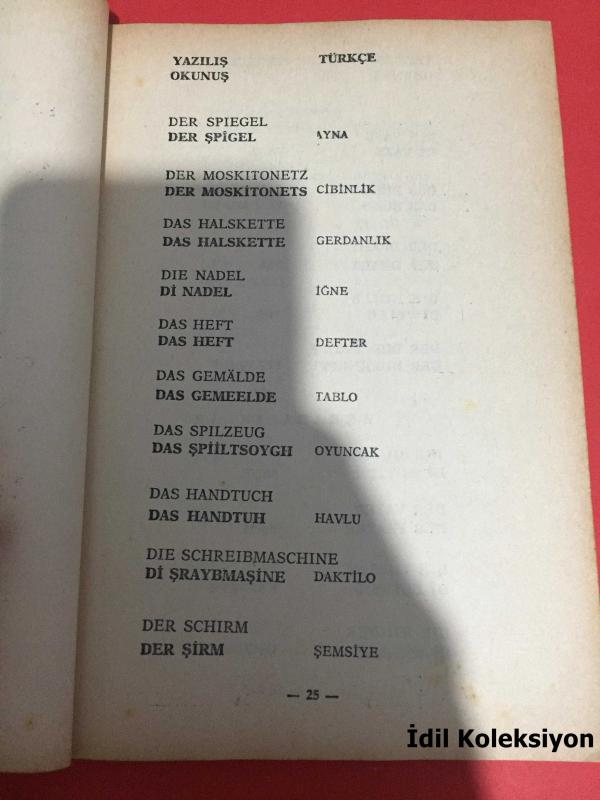 YAZILIŞ TÜRKÇE
OKUNUŞ
DER SPIEGEL
DER ŞPÎGEL AYNA
DER MOSKITONETZ
DER MOSKİTONETS CİBİNLİK
DAS HALSKETTE
DAS HALSKETTE GERDANLIK
DIE NADEL
Dİ NADEL İĞNE
DAS HEFT
DAS HEFT DEFTER
DAS GEMÄLDE
DAS GEMEELDE TABLO
DAS SPILZEUG
DAS ŞPİİLTSOYGH OYUNCAK
DAS HANDTUCH
DAS HANDTUH HAVLU
DIE SCHREIBMASCHINE
Dİ ŞRAYBMAŞİNE DAKTİLO
DER SCHIRM
DER ŞİRM ŞEMSİYE
— 25 —
İdil Koleksiyon